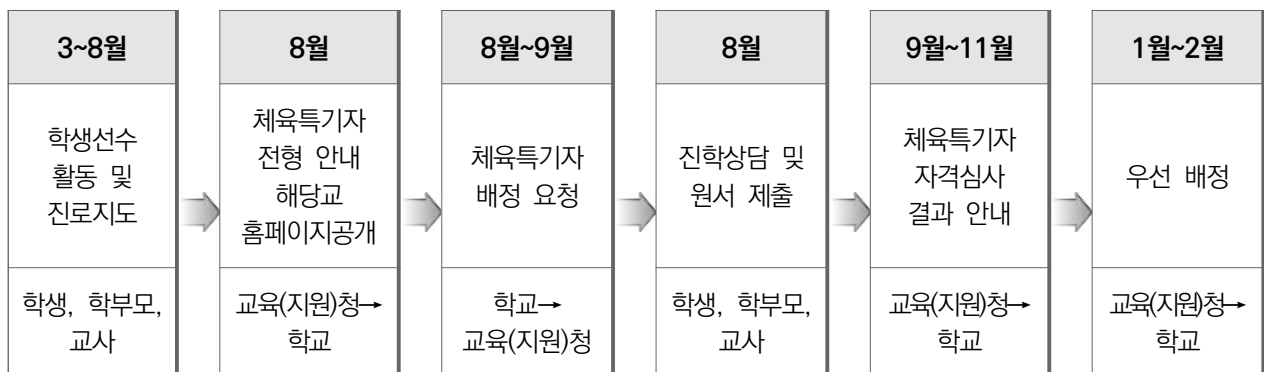 3~8월
학생선수
활동 및
진로지도
학생, 학부모,
교사
8월
체육특기자
전형 안내
해당교
홈페이지공개
교육(지원)청→
학교
8월~9월
체육특기자
배정 요청
학교→
교육(지원)청
8월
진학상담 및
원서 제출
학생, 학부모,
교사
9월~11월
체육특기자
자격심사
결과 안내
교육(지원)청→
학교
1월~2월
우선 배정
교육(지원)청→
학교